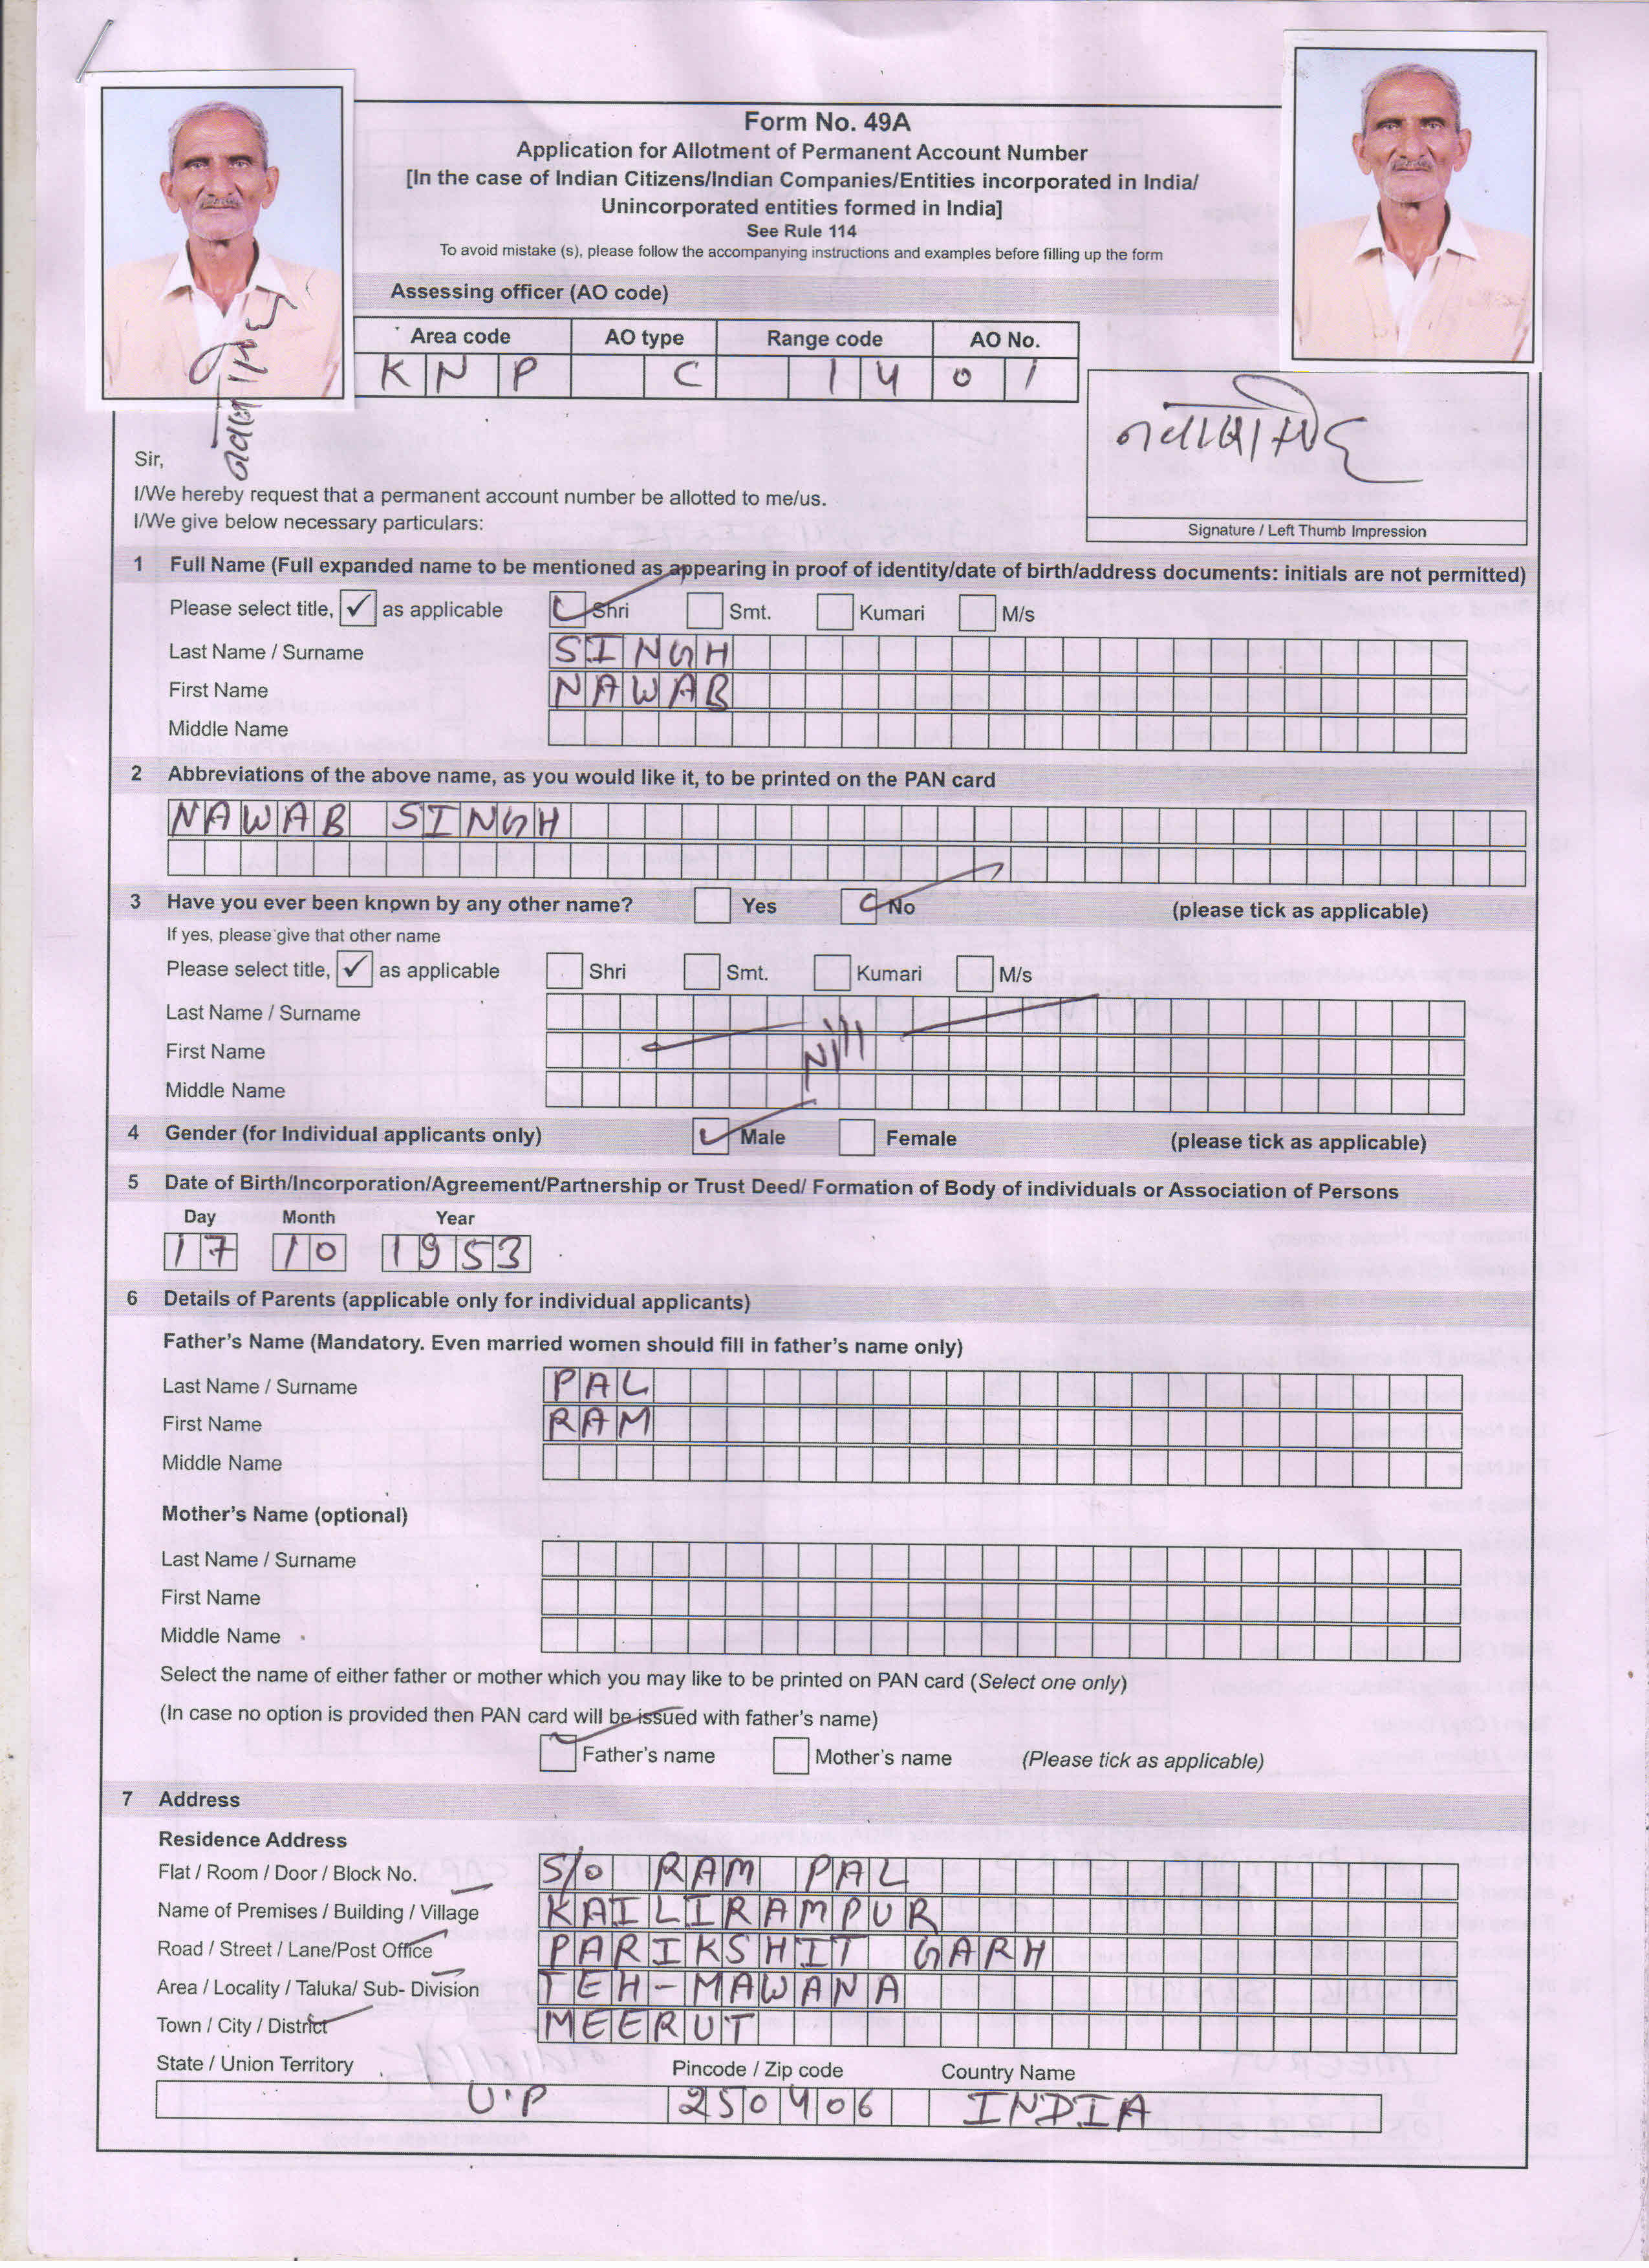 Form No. 49A
Application for Allotment of Permanent Account Number
[In the case of Indian Citizens/Indian Companies/Entities incorporated in India/
Unincorporated entities formed in India]
See Rule 114
To avoid mistake (s), please follow the accompanying instructions and examples before filling up the form
Assessing officer (AO code)
Area code AO type Range code AO No.
KNP C 14 01
Sir,
I/We hereby request that a permanent account number be allotted to me/us.
I/We give below necessary particulars:
Signature / Left Thumb Impression
1 Full Name (Full expanded name to be mentioned as appearing in proof of identity/date of birth/address documents: initials are not permitted)
Please select title, ✓ as applicable ✓ Shri Smt. Kumari M/s
Last Name / Surname SINGH
First Name NAWAB
Middle Name
2 Abbreviations of the above name, as you would like it, to be printed on the PAN card
NAWAB SINGH
3 Have you ever been known by any other name? Yes ✓ No (please tick as applicable)
If yes, please give that other name
Please select title, ✓ as applicable Shri Smt. Kumari M/s
Last Name / Surname
First Name Nill
Middle Name
4 Gender (for Individual applicants only) ✓ Male Female (please tick as applicable)
5 Date of Birth/Incorporation/Agreement/Partnership or Trust Deed/ Formation of Body of individuals or Association of Persons
Day Month Year
17 10 1953
6 Details of Parents (applicable only for individual applicants)
Father's Name (Mandatory. Even married women should fill in father's name only)
Last Name / Surname PAL
First Name RAM
Middle Name
Mother's Name (optional)
Last Name / Surname
First Name
Middle Name
Select the name of either father or mother which you may like to be printed on PAN card (Select one only)
(In case no option is provided then PAN card will be issued with father's name)
✓ Father's name Mother's name (Please tick as applicable)
7 Address
Residence Address
Flat / Room / Door / Block No. S/O RAM PAL
Name of Premises / Building / Village KAILIRAMPUR
Road / Street / Lane/Post Office PARIKSHIT GARH
Area / Locality / Taluka/ Sub- Division TEH-MAWANA
Town / City / District MEERUT
State / Union Territory Pincode / Zip code Country Name
U.P 250406 INDIA